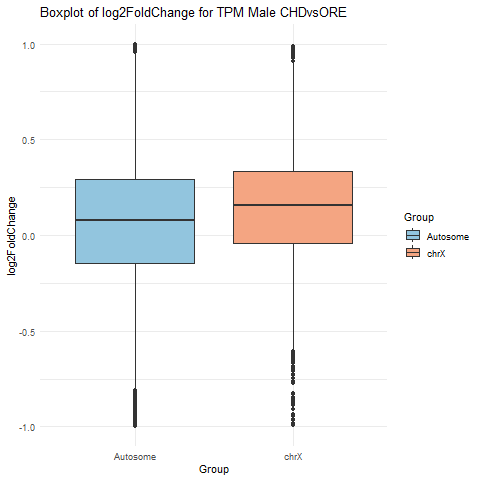 Boxplot of log2FoldChange for TPM Male CHDvsORE
log2FoldChange
1.0
0.5
0.0
-0.5
-1.0
Autosome
chrX
Group
Group
Autosome
chrX